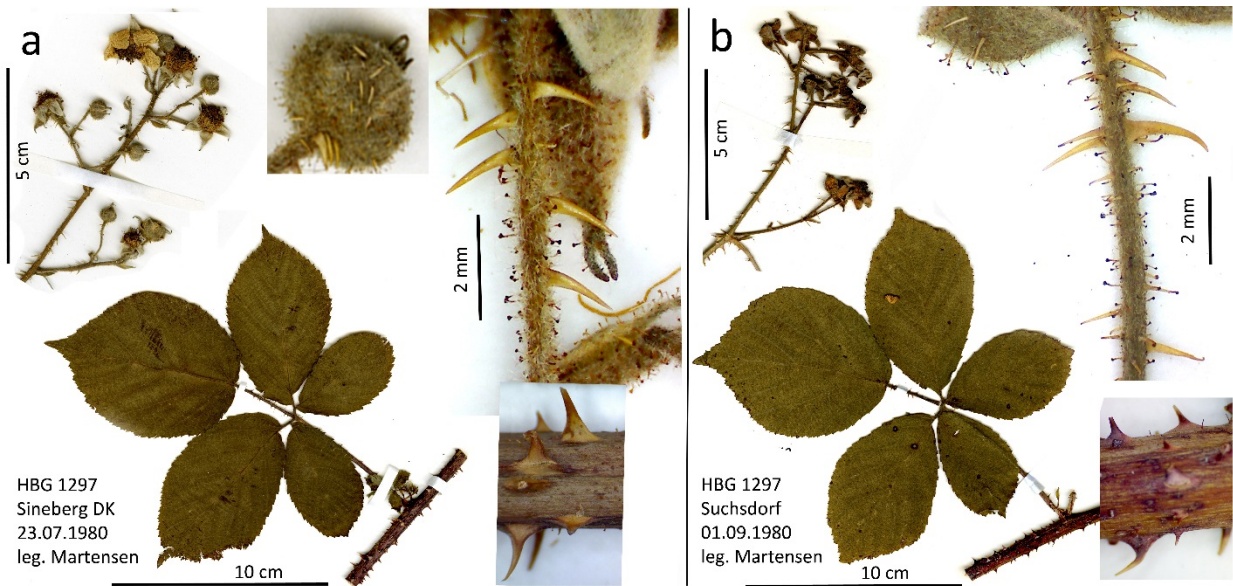 a
5 cm
2 mm
HBG 1297
Sineberg DK
23.07.1980
leg. Martensen
10 cm
b
5 cm
2 mm
HBG 1297
Suchsdorf
01.09.1980
leg. Martensen
10 cm